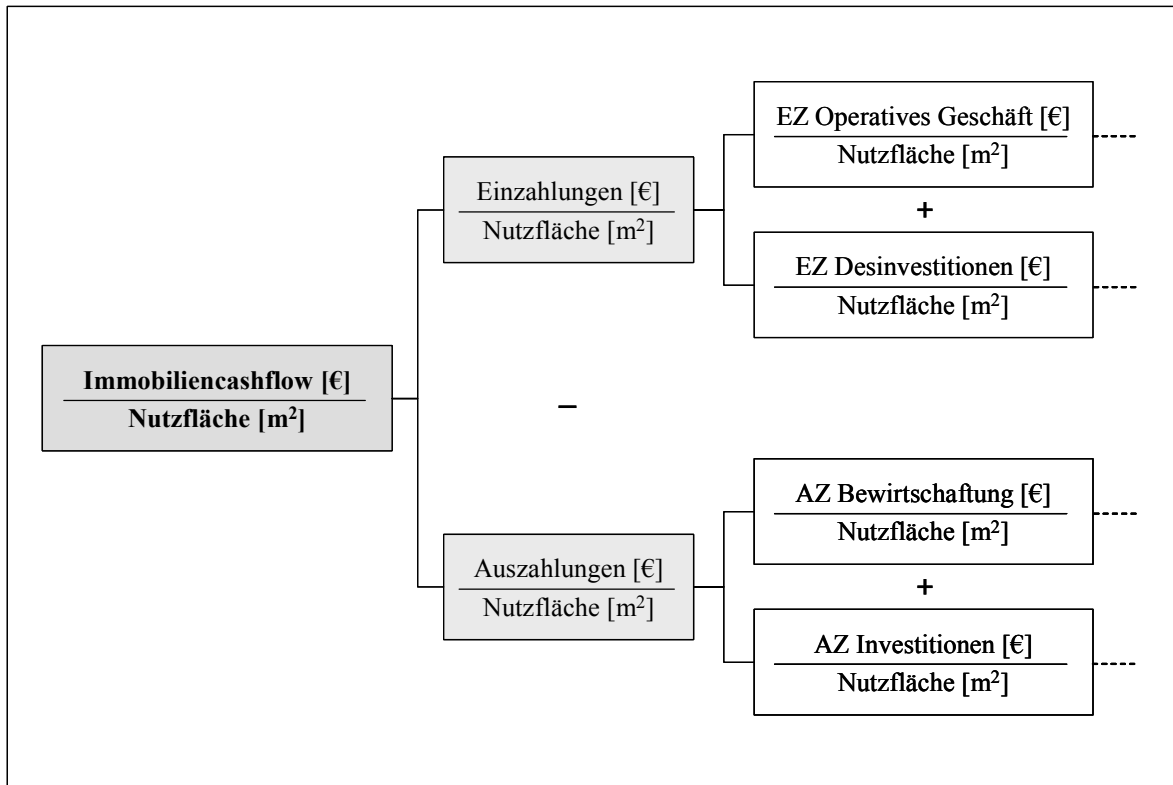 EZ Operatives Geschäft [€]
Nutzfläche [m²]
+
EZ Desinvestitionen [€]
Nutzfläche [m²]
Einzahlungen [€]
Nutzfläche [m²]
Immobiliencashflow [€]
Nutzfläche [m²]
–
Auszahlungen [€]
Nutzfläche [m²]
AZ Bewirtschaftung [€]
Nutzfläche [m²]
+
AZ Investitionen [€]
Nutzfläche [m²]